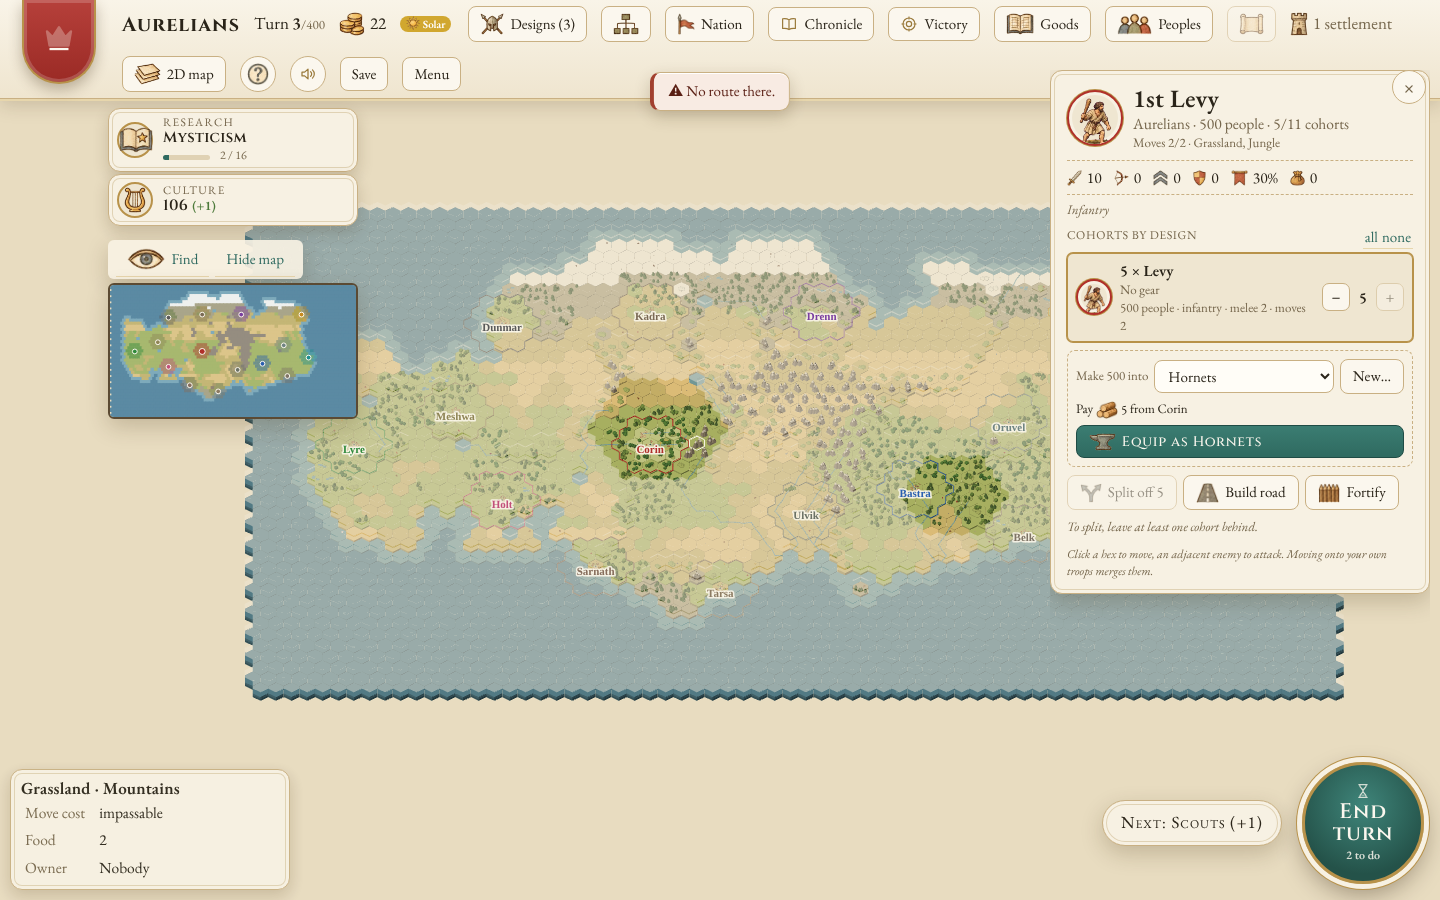 AURELIANS Turn 3/400 22 Solar Designs (3) Nation Chronicle Victory Goods Peoples 1 settlement
2D map ? Save Menu
No route there.
RESEARCH
MYSTICISM
2 / 16
CULTURE
106 (+1)
Find Hide map
Dunmar
Kadra
Drenn
Meshwa
Lyre
Corin
Oruvel
Holt
Bastra
Ulvik
Belk
Sarnath
Tarsa
1st Levy
×
Aurelians · 500 people · 5/11 cohorts
Moves 2/2 · Grassland, Jungle
10 0 0 0 30% 0
Infantry
COHORTS BY DESIGN all none
5 × Levy
No gear
500 people · infantry · melee 2 · moves
2
− 5 +
Make 500 into Hornets New...
Pay 5 from Corin
EQUIP AS HORNETS
Split off 5 Build road Fortify
To split, leave at least one cohort behind.
Click a hex to move, an adjacent enemy to attack. Moving onto your own
troops merges them.
Grassland · Mountains
Move cost impassable
Food 2
Owner Nobody
NEXT: SCOUTS (+1)
END
TURN
2 to do